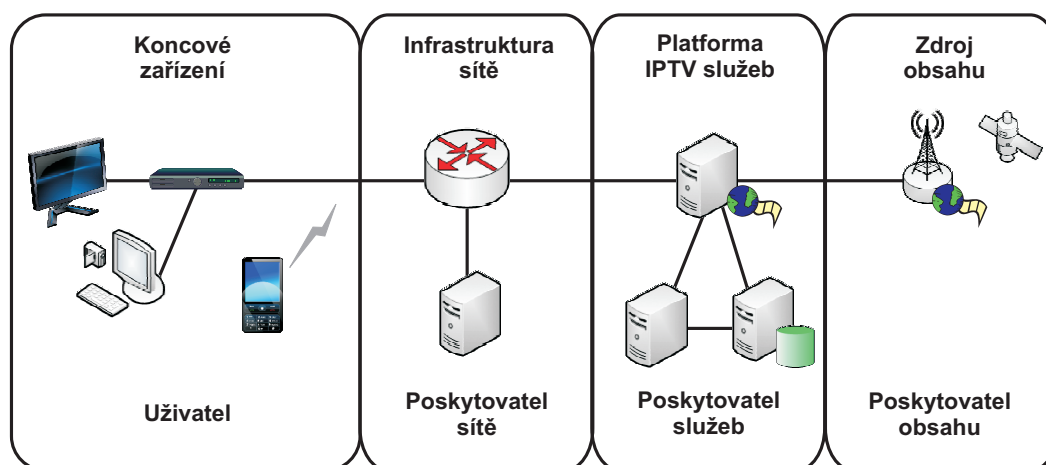 Koncové
zařízení
Infrastruktura
sítě
Platforma
IPTV služeb
Zdroj
obsahu
Uživatel
Poskytovatel
sítě
Poskytovatel
služeb
Poskytovatel
obsahu